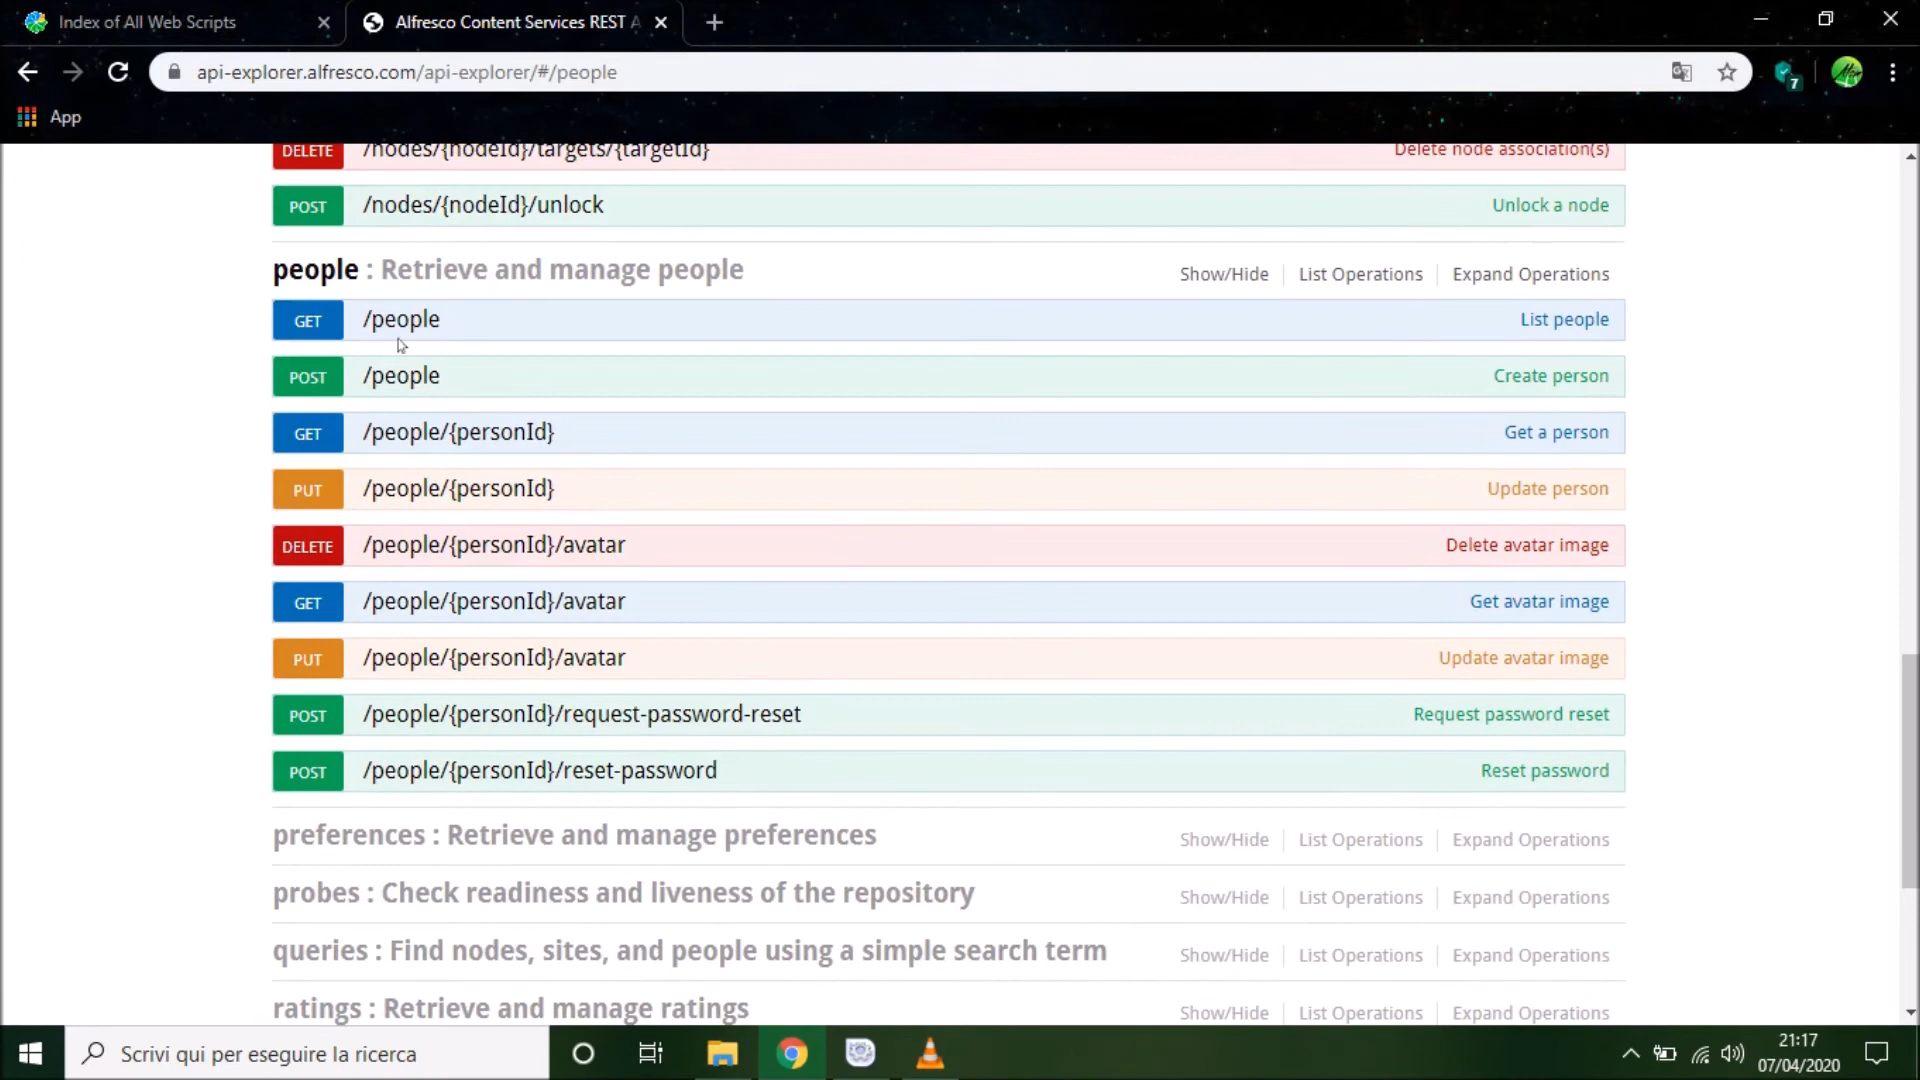 Index of All Web Scripts
Alfresco Content Services REST A
api-explorer.alfresco.com/api-explorer/#/people
7
App
DELETE /nodes/{nodeId}/targets/{targetId} Delete node association(s)
POST /nodes/{nodeId}/unlock Unlock a node
people : Retrieve and manage people Show/Hide List Operations Expand Operations
GET /people List people
POST /people Create person
GET /people/{personId} Get a person
PUT /people/{personId} Update person
DELETE /people/{personId}/avatar Delete avatar image
GET /people/{personId}/avatar Get avatar image
PUT /people/{personId}/avatar Update avatar image
POST /people/{personId}/request-password-reset Request password reset
POST /people/{personId}/reset-password Reset password
preferences : Retrieve and manage preferences Show/Hide List Operations Expand Operations
probes : Check readiness and liveness of the repository Show/Hide List Operations Expand Operations
queries : Find nodes, sites, and people using a simple search term Show/Hide List Operations Expand Operations
ratings : Retrieve and manage ratings Show/Hide List Operations Expand Operations
Scrivi qui per eseguire la ricerca
21:17
07/04/2020